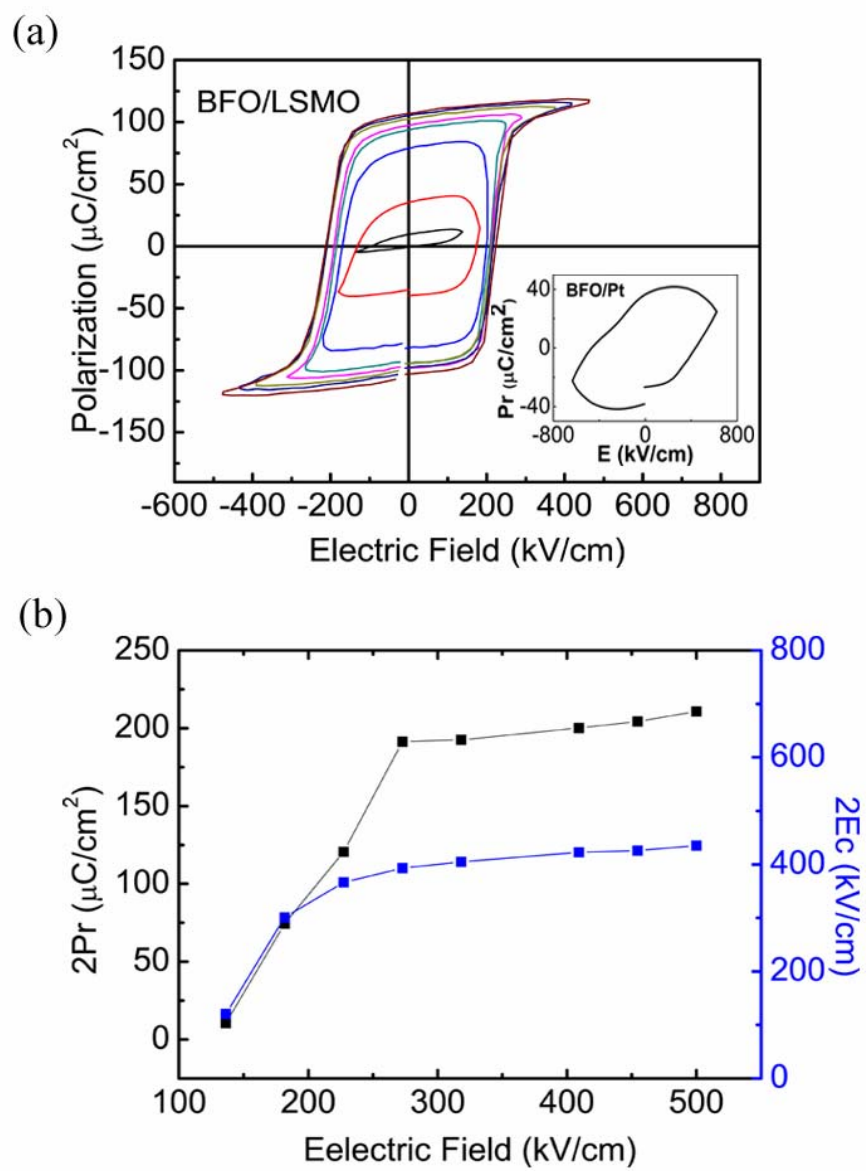 (a)
150
100
50
0
-50
-100
-150
Polarization (μC/cm²)
BFO/LSMO
-600 -400 -200 0 200 400 600 800
Electric Field (kV/cm)
BFO/Pt
40
0
-40
Pr (μC/cm²)
-800 0 800
E (kV/cm)
(b)
250
200
150
100
50
0
2Pr (μC/cm²)
800
600
400
200
0
2Ec (kV/cm)
100 200 300 400 500
Eelectric Field (kV/cm)